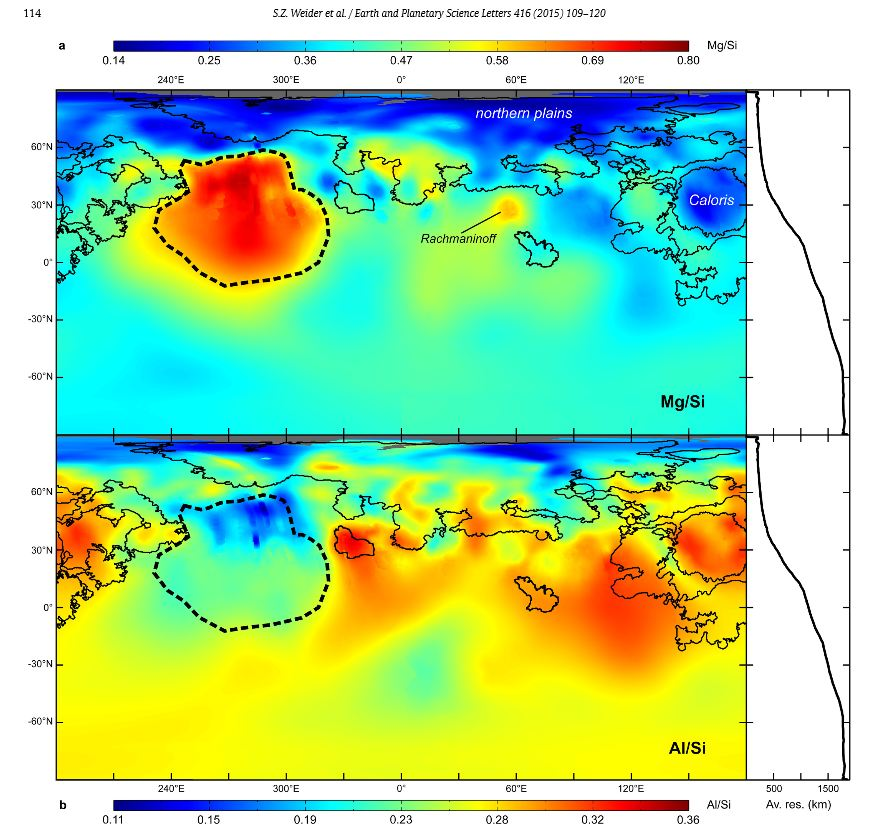 114
S.Z. Weider et al. / Earth and Planetary Science Letters 416 (2015) 109–120
a
Mg/Si
0.14 0.25 0.36 0.47 0.58 0.69 0.80
240°E 300°E 0° 60°E 120°E
northern plains
60°N
30°N
Caloris
Rachmaninoff
0°
-30°N
-60°N
Mg/Si
60°N
30°N
0°
-30°N
-60°N
Al/Si
240°E 300°E 0° 60°E 120°E
500 1500
b
Al/Si
Av. res. (km)
0.11 0.15 0.19 0.23 0.28 0.32 0.36